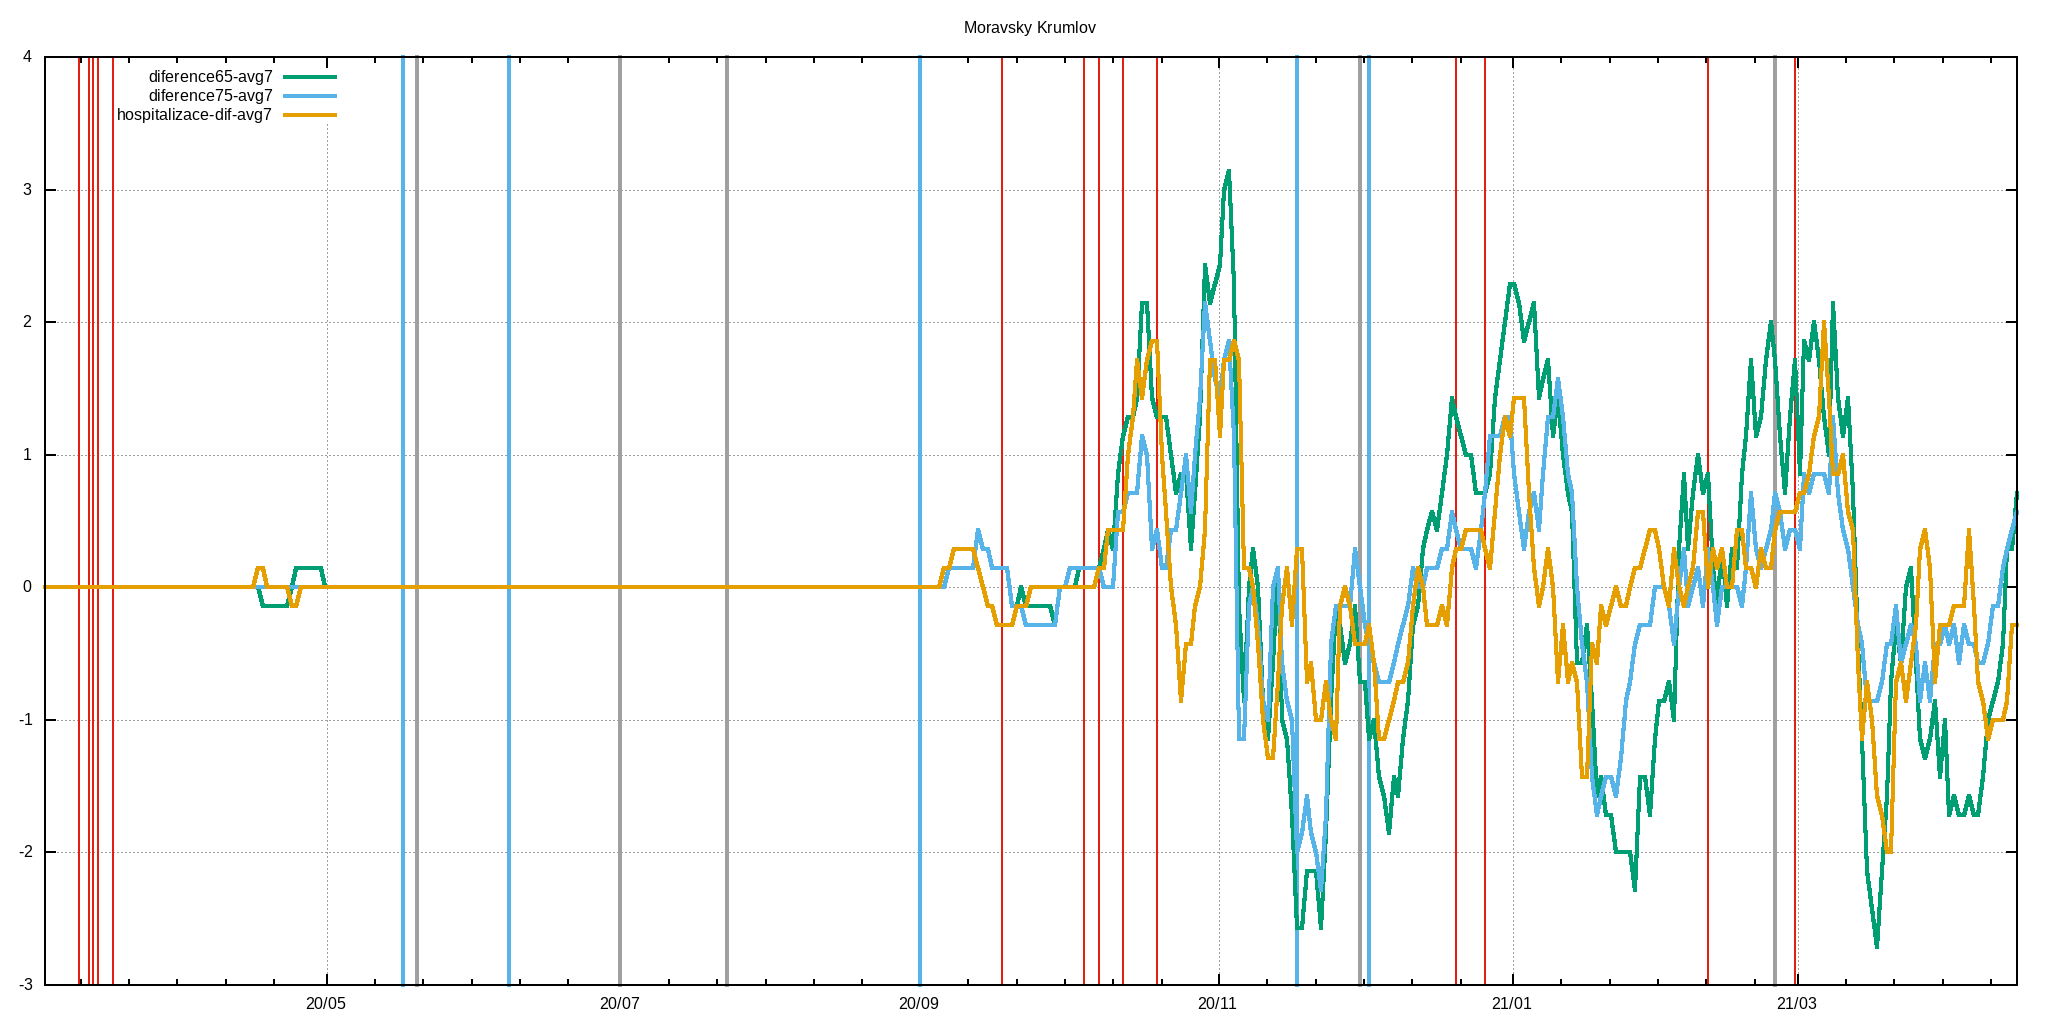 Moravsky Krumlov
diference65-avg7
diference75-avg7
hospitalizace-dif-avg7
4
3
2
1
0
-1
-2
-3
20/05 20/07 20/09 20/11 21/01 21/03